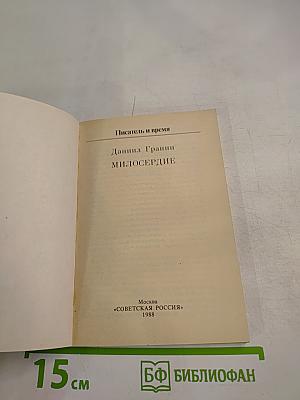 Писатель и время
Даниил Гранин
МИЛОСЕРДИЕ
Москва
«СОВЕТСКАЯ РОССИЯ»
1988
15 см
БФ БИБЛИОФАН